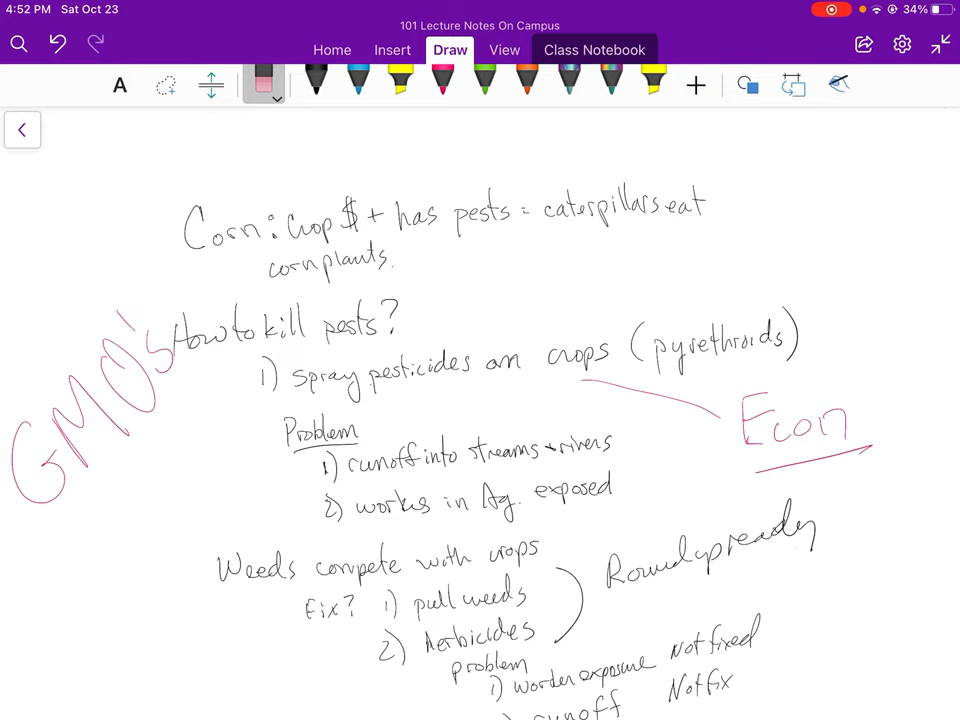 4:52 PM Sat Oct 23
34%
101 Lecture Notes On Campus
Home Insert Draw View Class Notebook
A
Corn: Crop $ + has pests = caterpillars eat
corn plants.
How to kill pests?
1) spray pesticides on crops (pyrethroids)
GMO's
Econ
Problem
1) runoff into streams + rivers
2) works in Ag. exposed
Weeds compete with crops
Fix? 1) pull weeds
2) Herbicides
Roundup ready
problem
1) worker exposure Not fixed
2) runoff Not fix